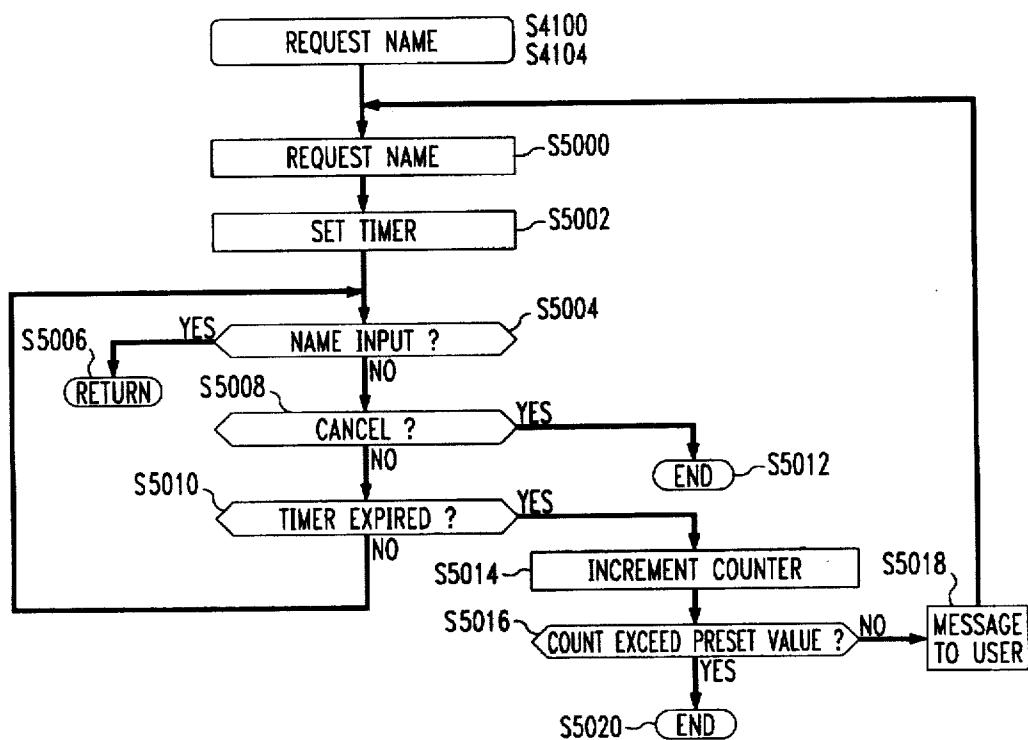 REQUEST NAME
S4100
S4104
REQUEST NAME
S5000
SET TIMER
S5002
S5004
YES
NAME INPUT ?
S5006
RETURN
NO
S5008
CANCEL ?
YES
NO
END
S5012
S5010
TIMER EXPIRED ?
YES
NO
S5014
INCREMENT COUNTER
S5018
S5016
COUNT EXCEED PRESET VALUE ?
NO
MESSAGE
TO USER
YES
S5020
END